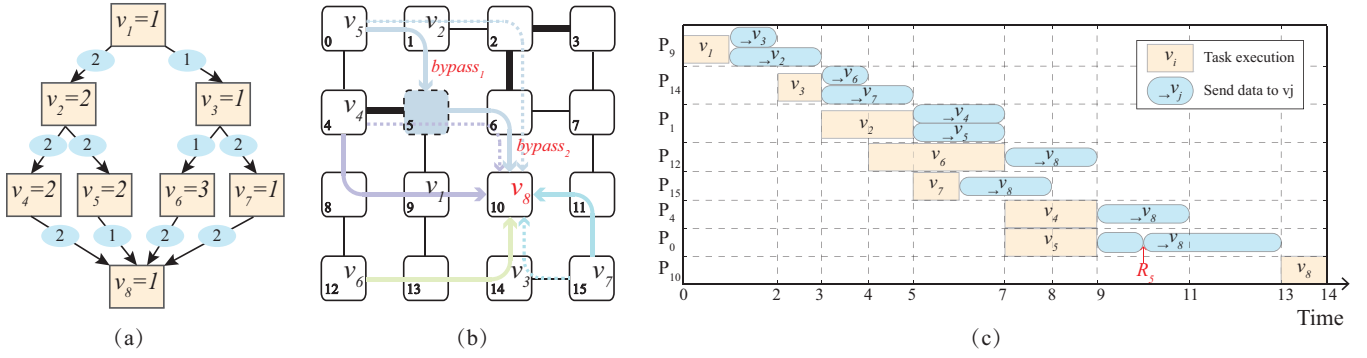 v1=1
2 1
v2=2 v3=1
2 2 1 2
v4=2 v5=2 v6=3 v7=1
2 1 2 2
v8=1
(a)
v5 v2
0 1 2 3
bypass1
v4
4 5 6 7
bypass2
v1 v8
8 9 10 11
v6 v3 v7
12 13 14 15
(b)
P9 v1 →v3
→v2
P14 v3 →v6
→v7
P1 v2 →v4
→v5
P12 v6 →v8
P15 v7 →v8
P4 v4 →v8
P0 v5 →v8
R5
P10 v8
vi Task execution
→vj Send data to vj
0 1 2 3 4 5 7 8 9 11 13 14
Time
(c)